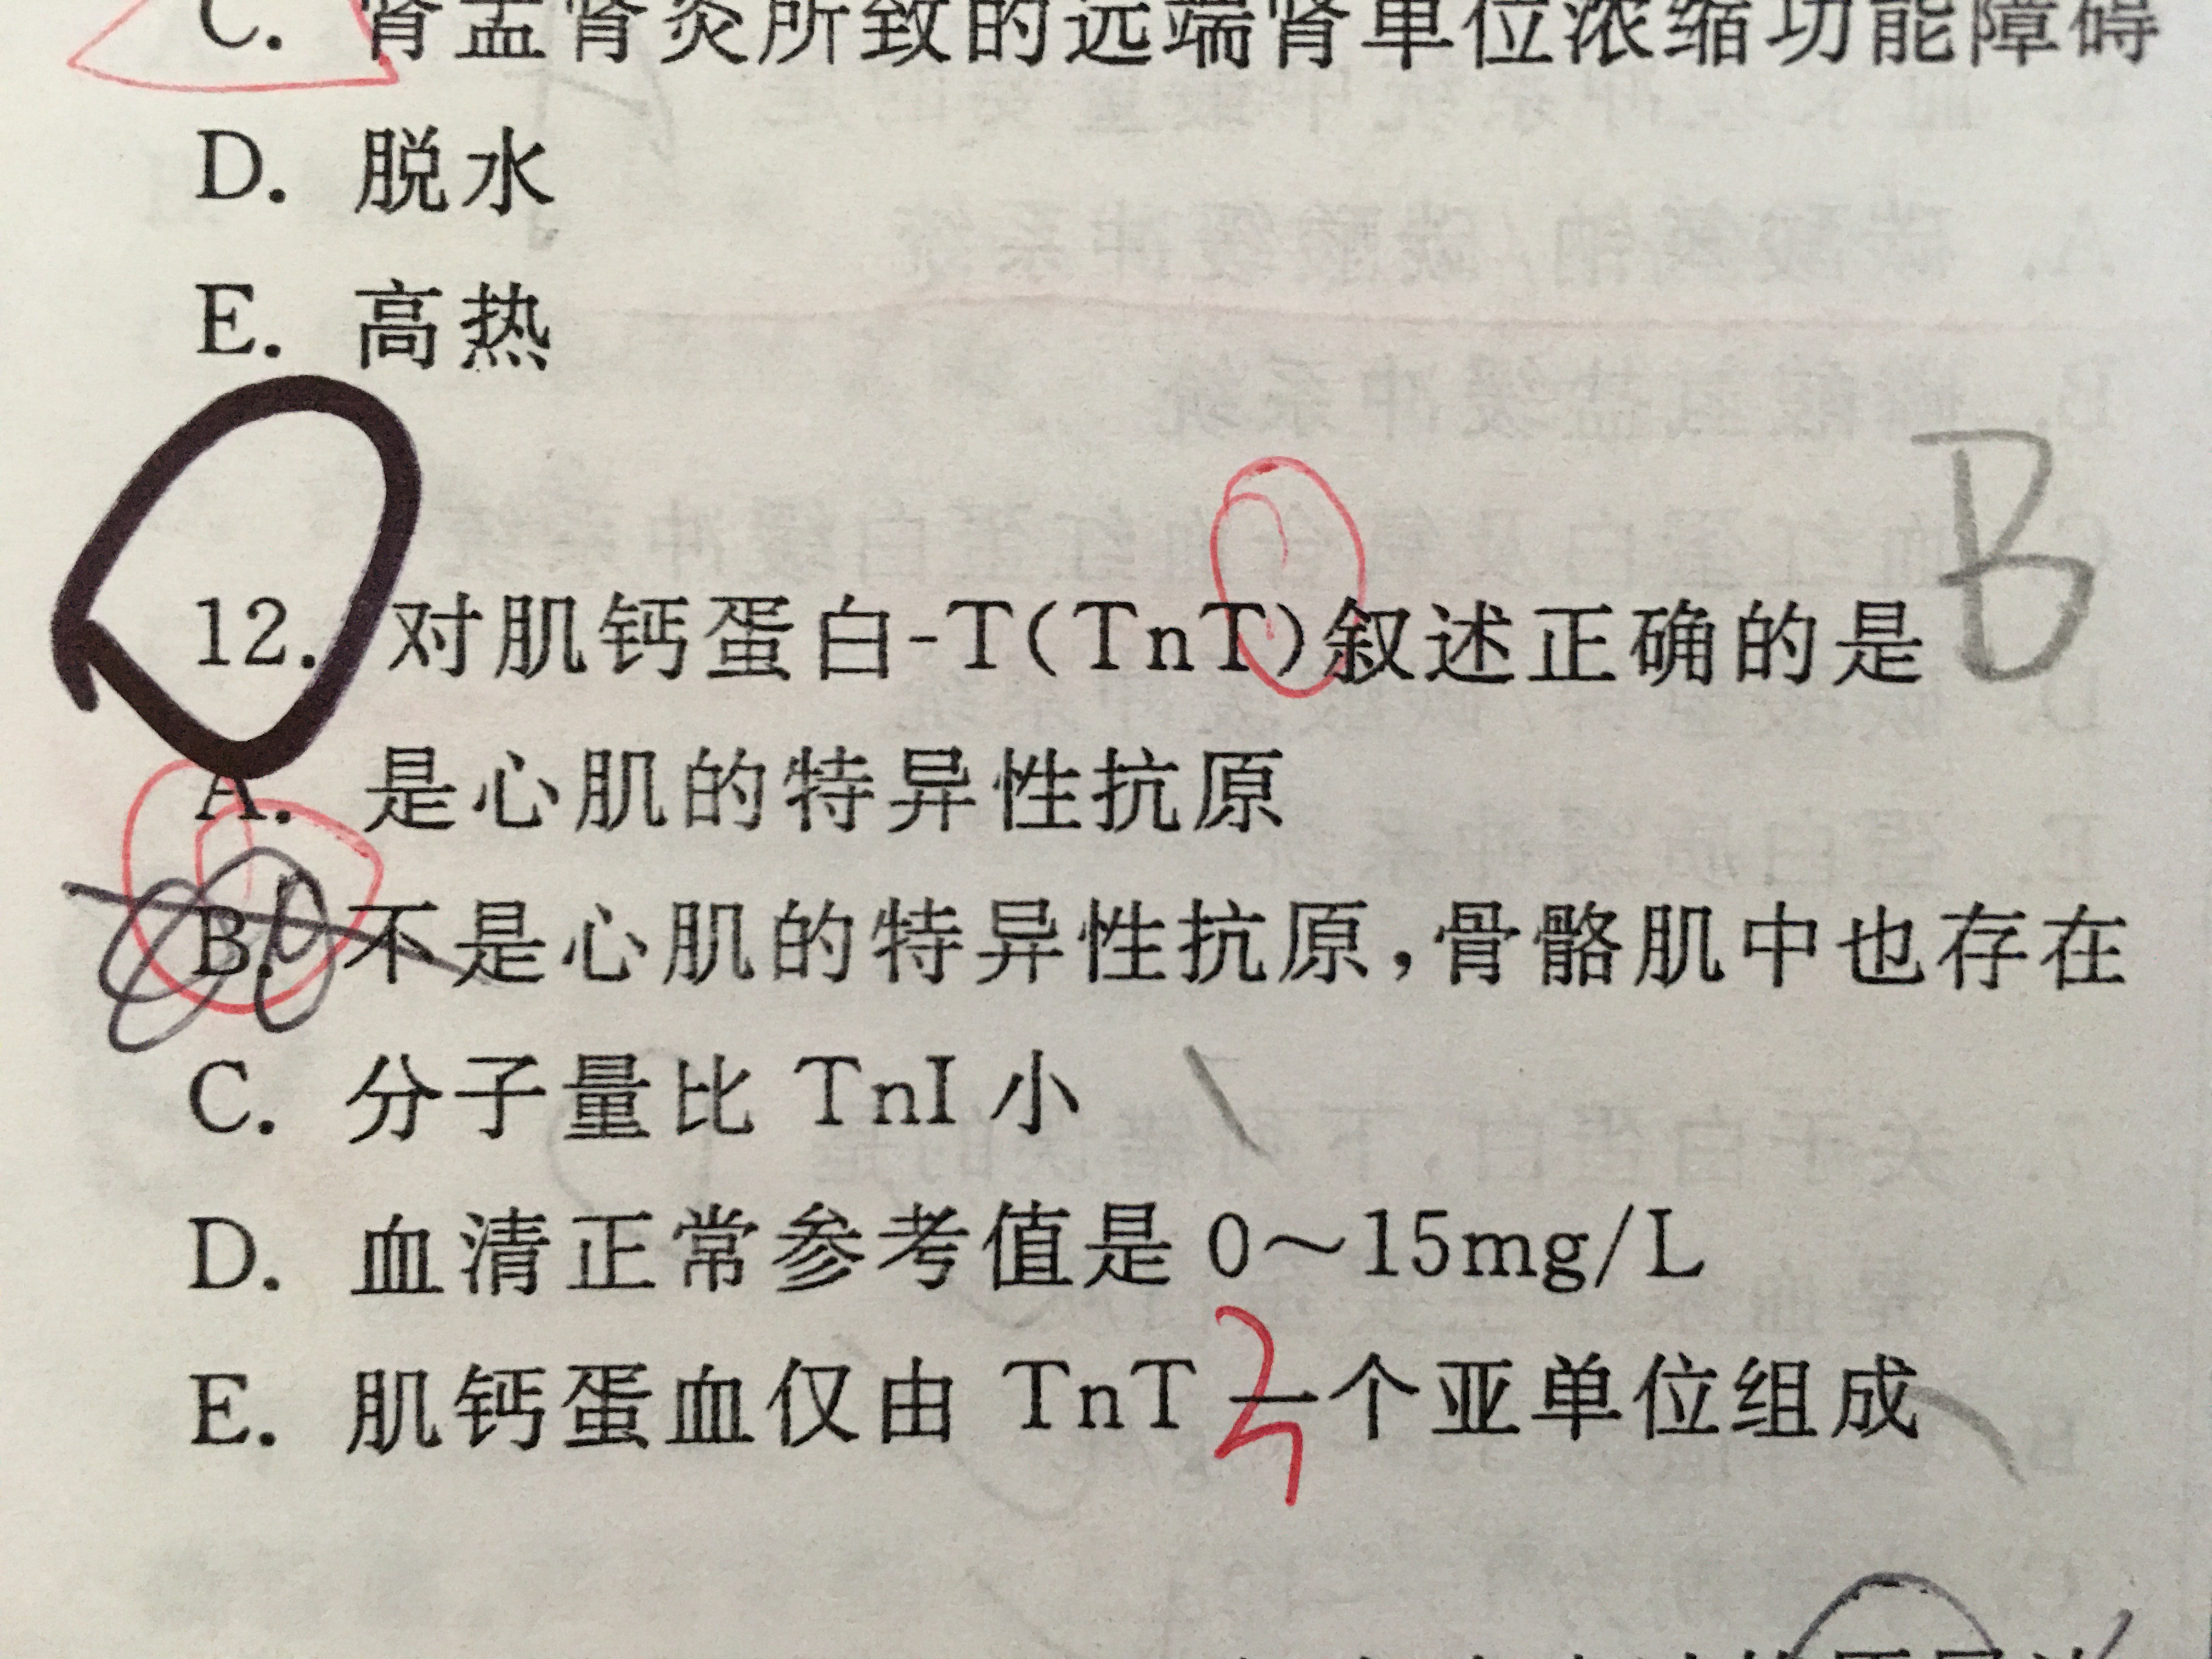 C. 肾盂肾炎所致的远端肾单位浓缩功能障碍
D. 脱水
E. 高热
B
12. 对肌钙蛋白-T(TnT)叙述正确的是
A. 是心肌的特异性抗原
B. 不是心肌的特异性抗原,骨骼肌中也存在
C. 分子量比 TnI 小
D. 血清正常参考值是 0～15mg/L
E. 肌钙蛋血仅由 TnT 一个亚单位组成